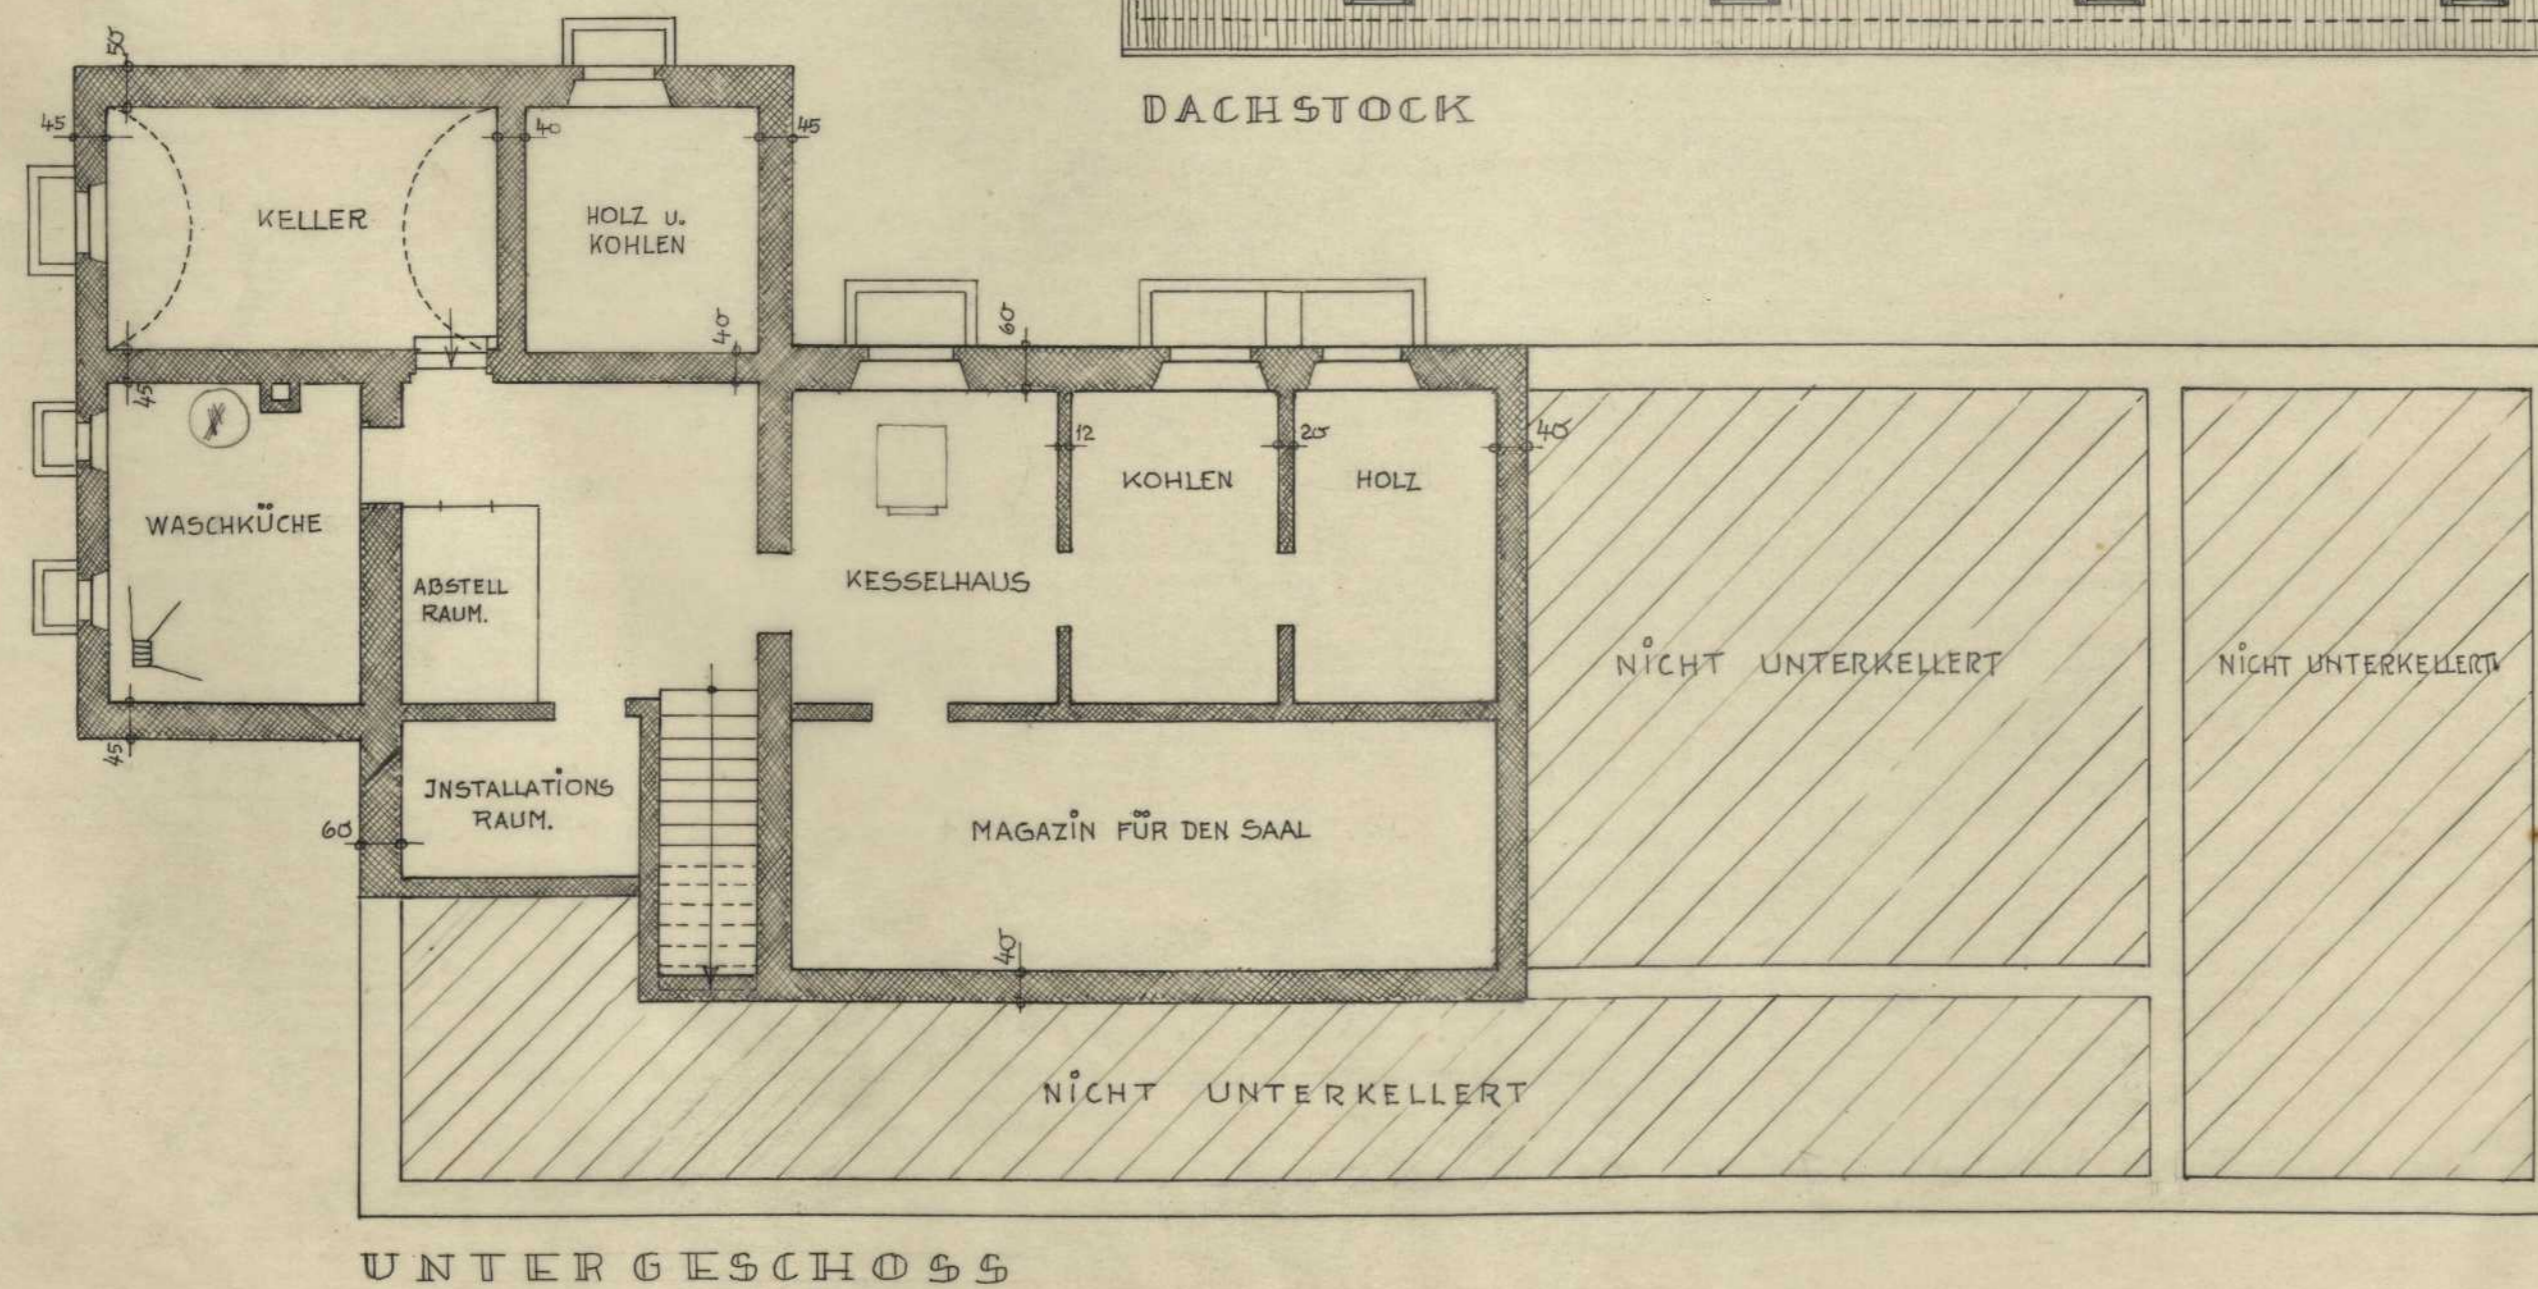 DACHSTOCK
50
45
40
45
KELLER
HOLZ u.
KOHLEN
40
60
45
12
20
40
KOHLEN
HOLZ
WASCHKÜCHE
ABSTELL
RAUM.
KESSELHAUS
NICHT UNTERKELLERT
NICHT UNTERKELLERT.
45
INSTALLATIONS
RAUM.
60
MAGAZIN FÜR DEN SAAL
40
NICHT UNTERKELLERT
UNTERGESCHOSS